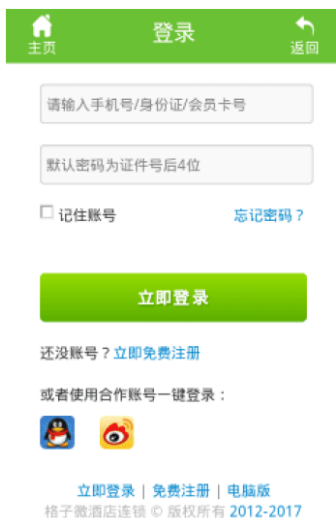 登录
主页
返回
请输入手机号/身份证/会员卡号
默认密码为证件号后4位
记住账号 忘记密码？
立即登录
还没账号？立即免费注册
或者使用合作账号一键登录：
立即登录 | 免费注册 | 电脑版
格子微酒店连锁 © 版权所有 2012-2017